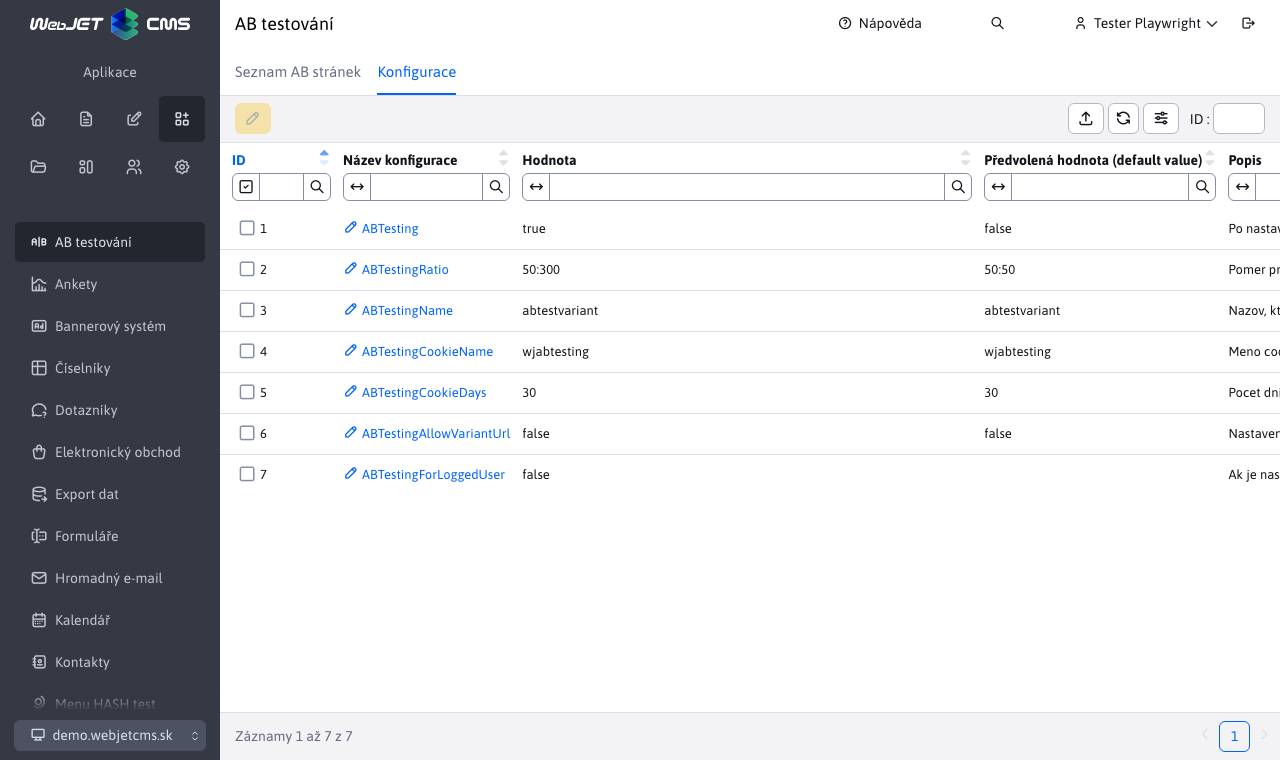 WebJET CMS
AB testování
Nápověda
Tester Playwright
Aplikace
Seznam AB stránek
Konfigurace
ID :
AB testování
Ankety
Bannerový systém
Číselníky
Dotazníky
Elektronický obchod
Export dat
Formuláře
Hromadný e-mail
Kalendář
Kontakty
Menu HASH test
demo.webjetcms.sk
ID Název konfigurace Hodnota Předvolená hodnota (default value) Popis
1 ABTesting true false Po nastav
2 ABTestingRatio 50:300 50:50 Pomer pr
3 ABTestingName abtestvariant abtestvariant Nazov, kt
4 ABTestingCookieName wjabtesting wjabtesting Meno coo
5 ABTestingCookieDays 30 30 Pocet dni
6 ABTestingAllowVariantUrl false false Nastaven
7 ABTestingForLoggedUser false Ak je nas
Záznamy 1 až 7 z 7
1